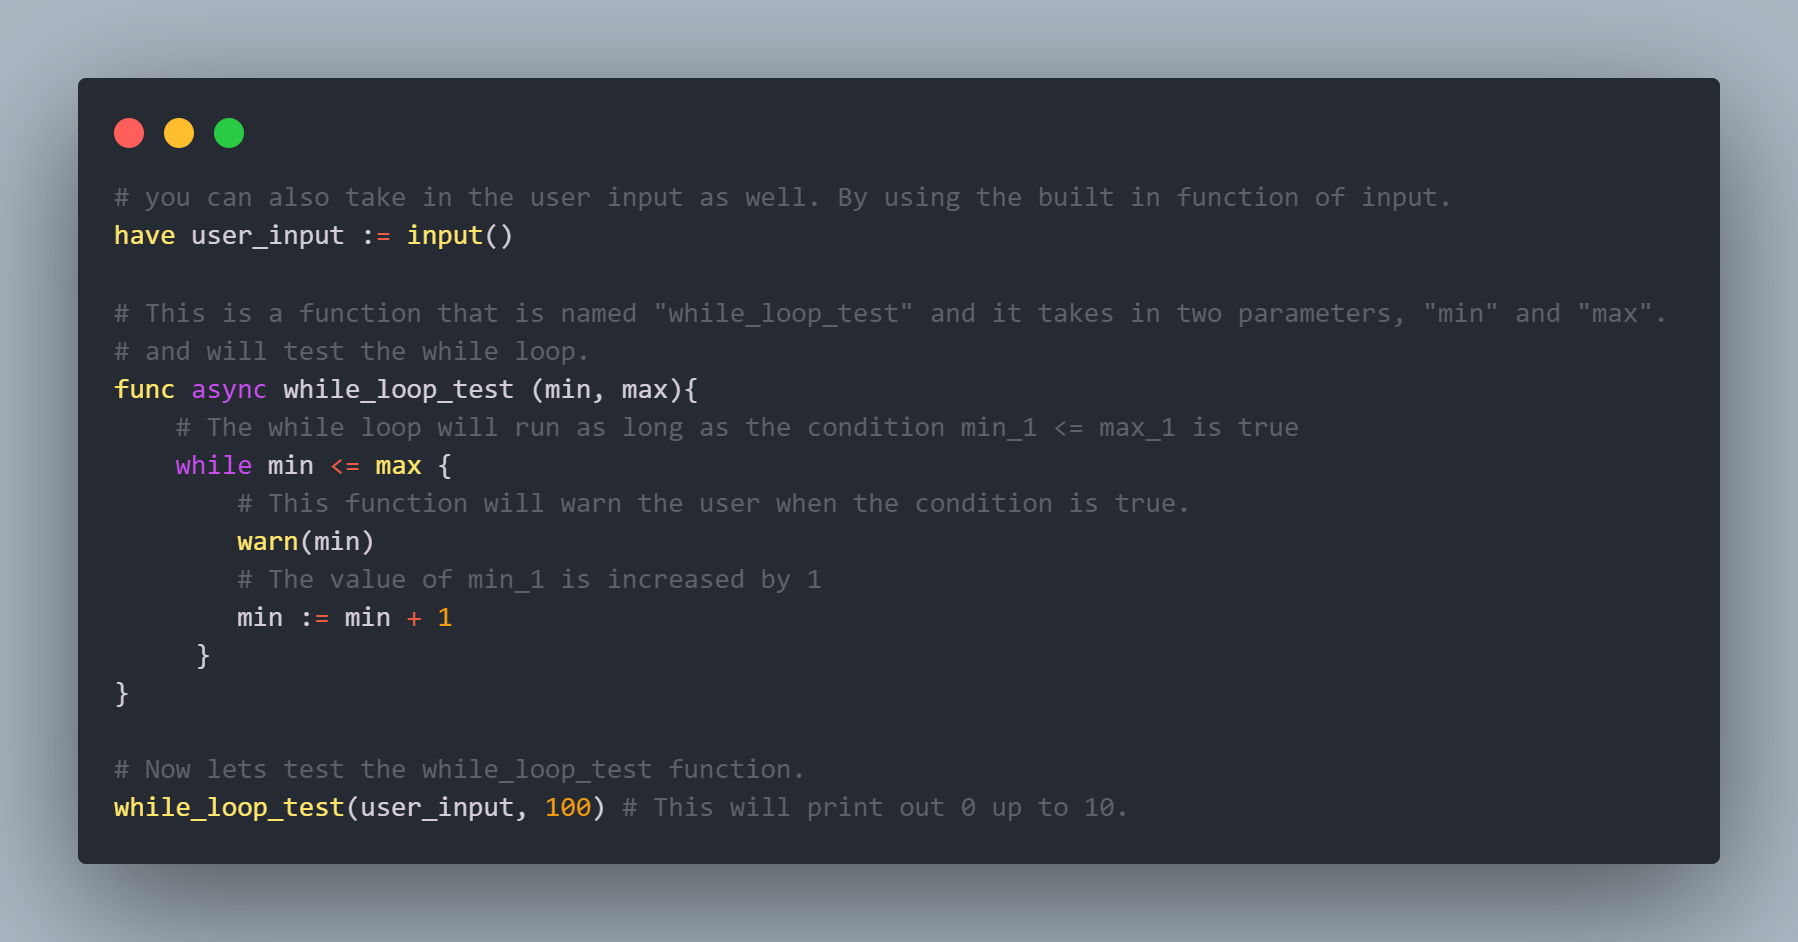 # you can also take in the user input as well. By using the built in function of input.
have user_input := input()
# This is a function that is named "while_loop_test" and it takes in two parameters, "min" and "max".
# and will test the while loop.
func async while_loop_test (min, max){
    # The while loop will run as long as the condition min_1 <= max_1 is true
    while min <= max {
        # This function will warn the user when the condition is true.
        warn(min)
        # The value of min_1 is increased by 1
        min := min + 1
     }
}
# Now lets test the while_loop_test function.
while_loop_test(user_input, 100) # This will print out 0 up to 10.